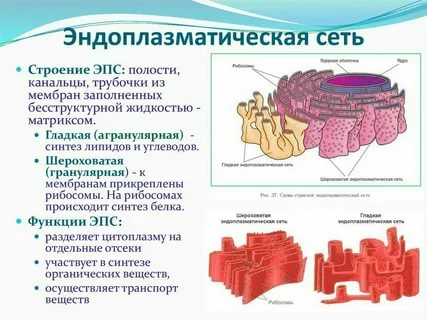 Эндоплазматическая сеть
Строение ЭПС: полости,
канальцы, трубочки из
мембран заполненных
бесструктурной жидкостью -
матриксом.
Гладкая (агранулярная) -
синтез липидов и углеводов.
Шероховатая
(гранулярная) - к
мембранам прикреплены
рибосомы. На рибосомах
происходит синтез белка.
Функции ЭПС:
разделяет цитоплазму на
отдельные отсеки
участвует в синтезе
органических веществ,
осуществляет транспорт
веществ
Ядерная оболочка
Ядро
Рибосомы
Гладкая эндоплазматическая сеть
Шероховатая эндоплазматическая сеть
Рис. 37. Схема строения эндоплазматической сети
Шероховатая
эндоплазматическая сеть
Гладкая
эндоплазматическая сеть
Рибосомы